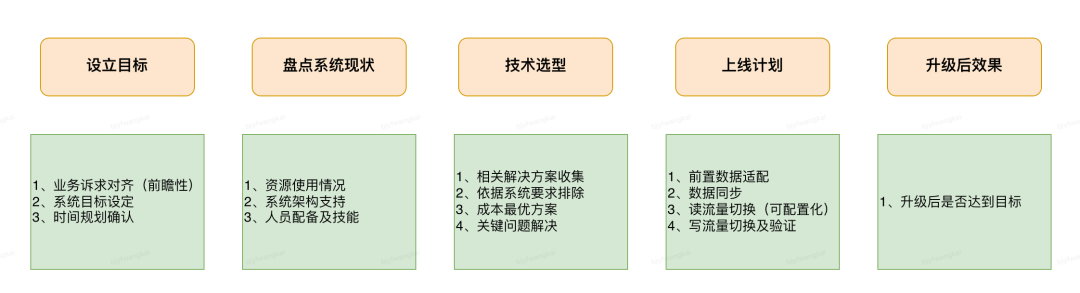 设立目标
盘点系统现状
技术选型
上线计划
升级后效果
1、业务诉求对齐（前瞻性）
2、系统目标设定
3、时间规划确认
1、资源使用情况
2、系统架构支持
3、人员配备及技能
1、相关解决方案收集
2、依据系统要求排除
3、成本最优方案
4、关键问题解决
1、前置数据适配
2、数据同步
3、读流量切换（可配置化）
4、写流量切换及验证
1、升级后是否达到目标